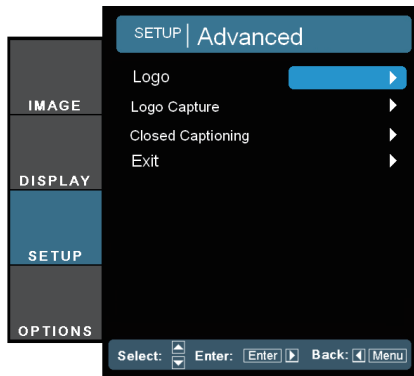 SETUP | Advanced
Logo
Logo Capture
Closed Captioning
Exit
IMAGE
DISPLAY
SETUP
OPTIONS
Select: Enter: Enter Back: Menu